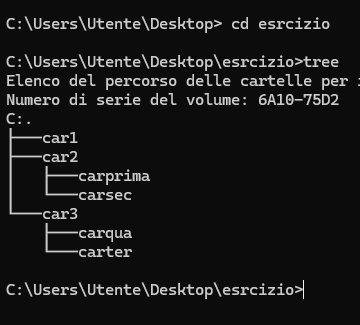 C:\Users\Utente\Desktop> cd esrcizio
C:\Users\Utente\Desktop\esrcizio>tree
Elenco del percorso delle cartelle per
Numero di serie del volume: 6A10-75D2
C:.
├───car1
├───car2
│   ├───carprima
│   └───carsec
└───car3
    ├───carqua
    └───carter
C:\Users\Utente\Desktop\esrcizio>